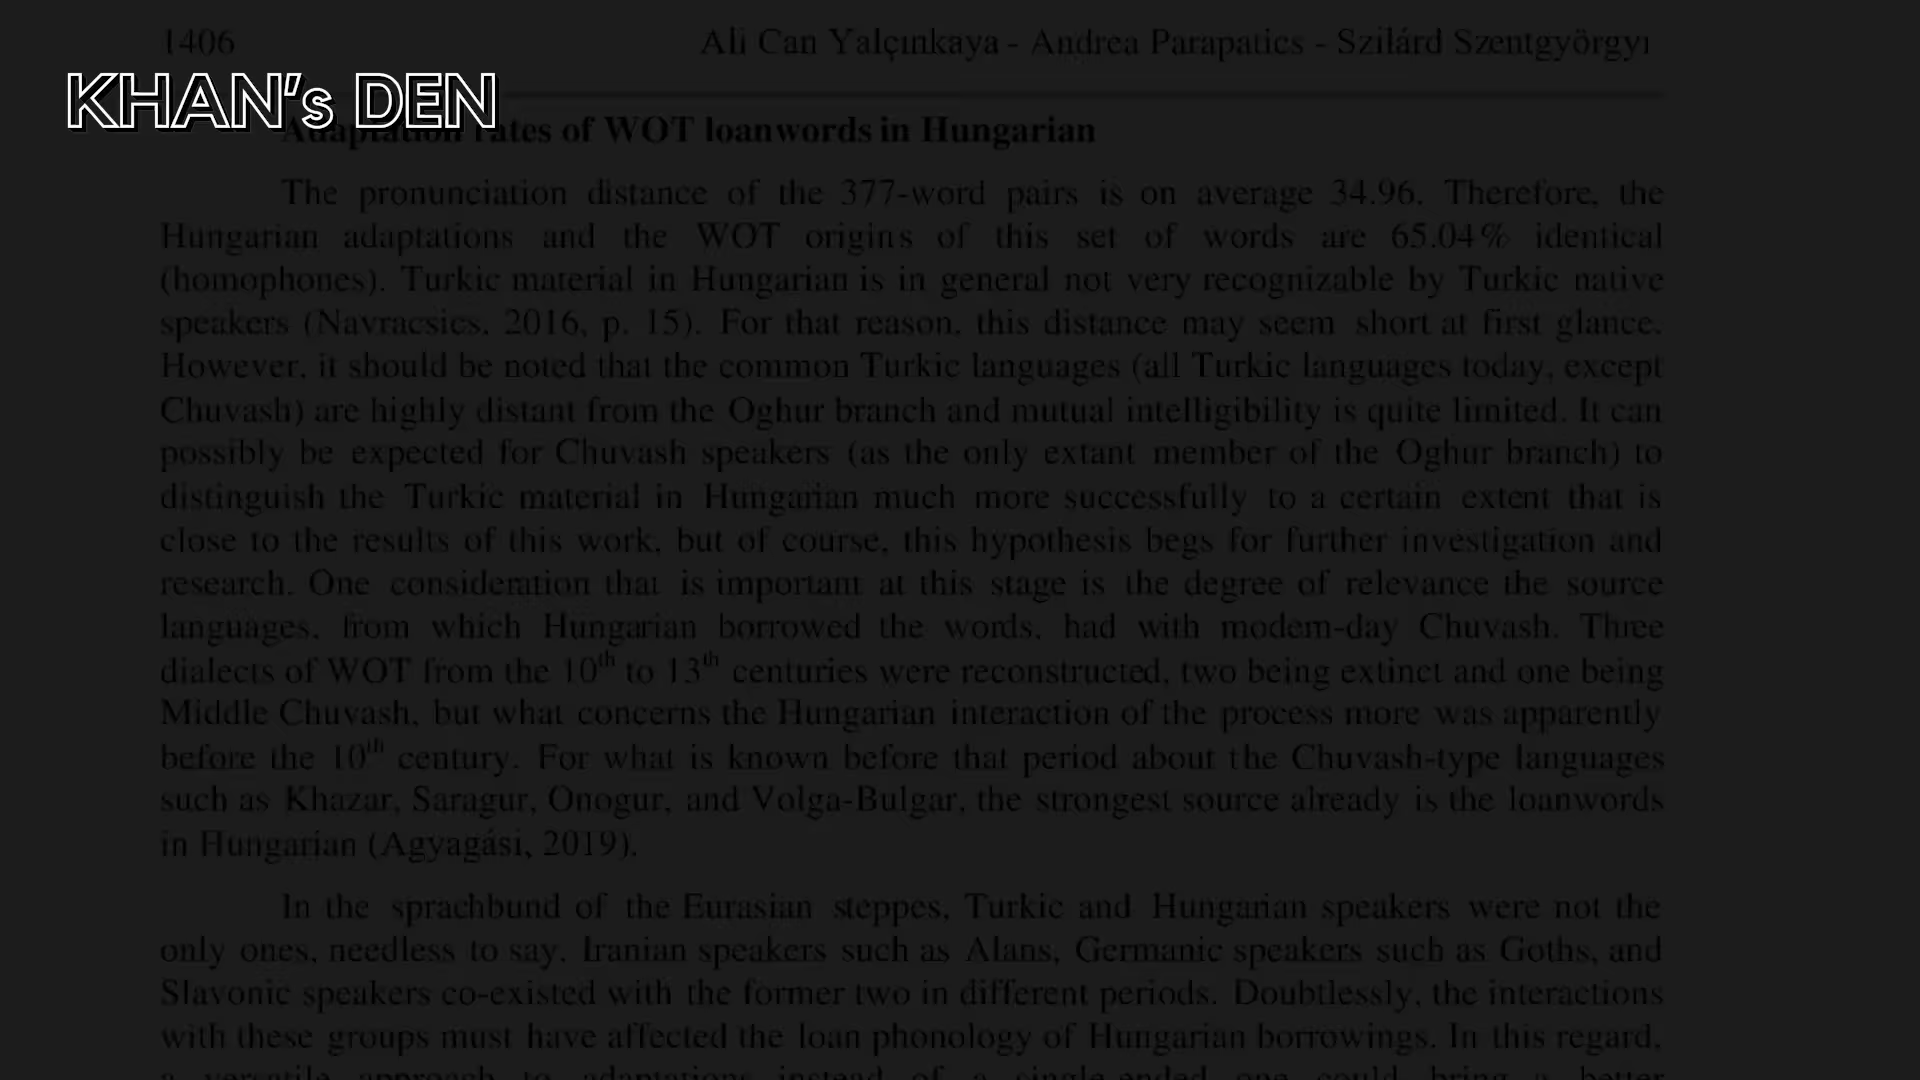 1406 Ali Can Yalçınkaya - Andrea Parapatics - Szilárd Szentgyörgyi
KHAN's DEN
Adaptation rates of WOT loanwords in Hungarian
The pronunciation distance of the 377-word pairs is on average 34.96. Therefore, the
Hungarian adaptations and the WOT origins of this set of words are 65.04% identical
(homophones). Turkic material in Hungarian is in general not very recognizable by Turkic native
speakers (Navracsics, 2016, p. 15). For that reason, this distance may seem short at first glance.
However, it should be noted that the common Turkic languages (all Turkic languages today, except
Chuvash) are highly distant from the Oghur branch and mutual intelligibility is quite limited. It can
possibly be expected for Chuvash speakers (as the only extant member of the Oghur branch) to
distinguish the Turkic material in Hungarian much more successfully to a certain extent that is
close to the results of this work, but of course, this hypothesis begs for further investigation and
research. One consideration that is important at this stage is the degree of relevance the source
languages, from which Hungarian borrowed the words, had with modern-day Chuvash. Three
dialects of WOT from the 10th to 13th centuries were reconstructed, two being extinct and one being
Middle Chuvash, but what concerns the Hungarian interaction of the process more was apparently
before the 10th century. For what is known before that period about the Chuvash-type languages
such as Khazar, Saragur, Onogur, and Volga-Bulgar, the strongest source already is the loanwords
in Hungarian (Agyagási, 2019).
In the sprachbund of the Eurasian steppes, Turkic and Hungarian speakers were not the
only ones, needless to say. Iranian speakers such as Alans, Germanic speakers such as Goths, and
Slavonic speakers co-existed with the former two in different periods. Doubtlessly, the interactions
with these groups must have affected the loan phonology of Hungarian borrowings. In this regard,
a versatile approach to adaptations instead of a single-ended one could bring a better